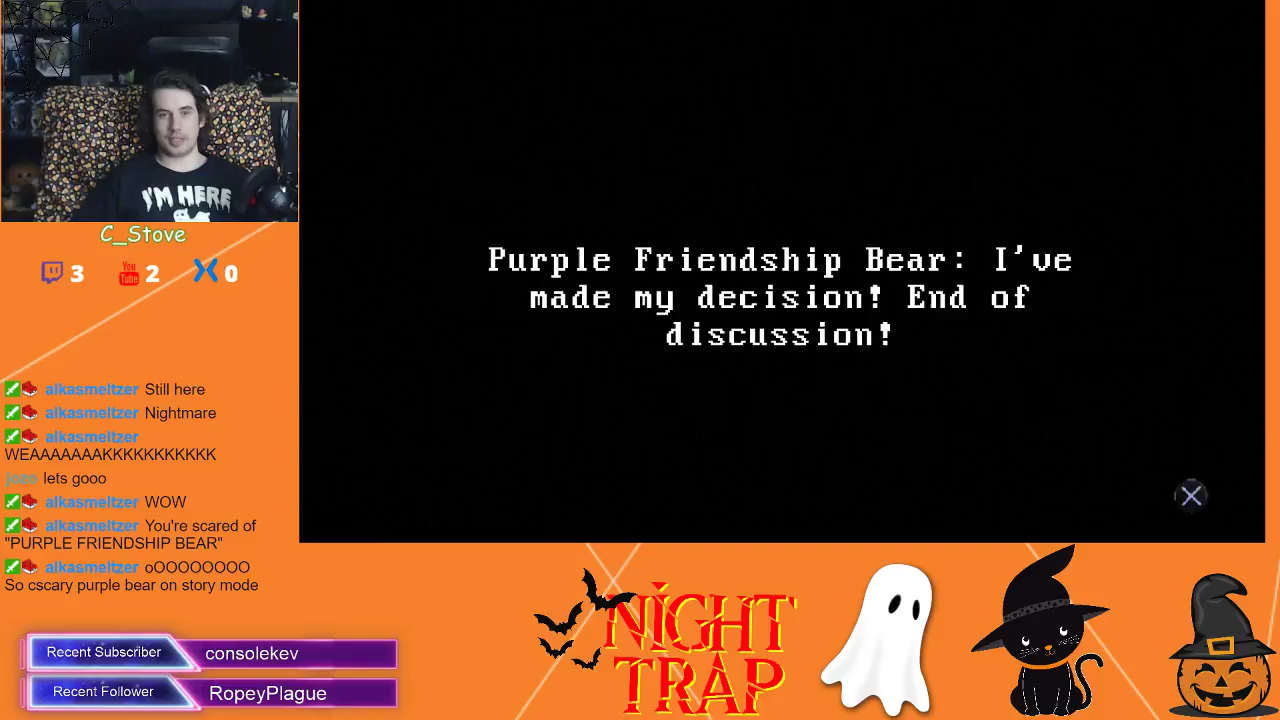 I'M HERE
C_Stove
3
You
Tube
2
0
Purple Friendship Bear: I've
made my decision! End of
discussion!
alkasmeltzer Still here
alkasmeltzer Nightmare
alkasmeltzer
WEAAAAAAAKKKKKKKKKKK
jozo lets gooo
alkasmeltzer WOW
alkasmeltzer You're scared of
"PURPLE FRIENDSHIP BEAR"
alkasmeltzer oOOOOOOOO
So cscary purple bear on story mode
Recent Subscriber consolekev
Recent Follower RopeyPlague
NIGHT
TRAP